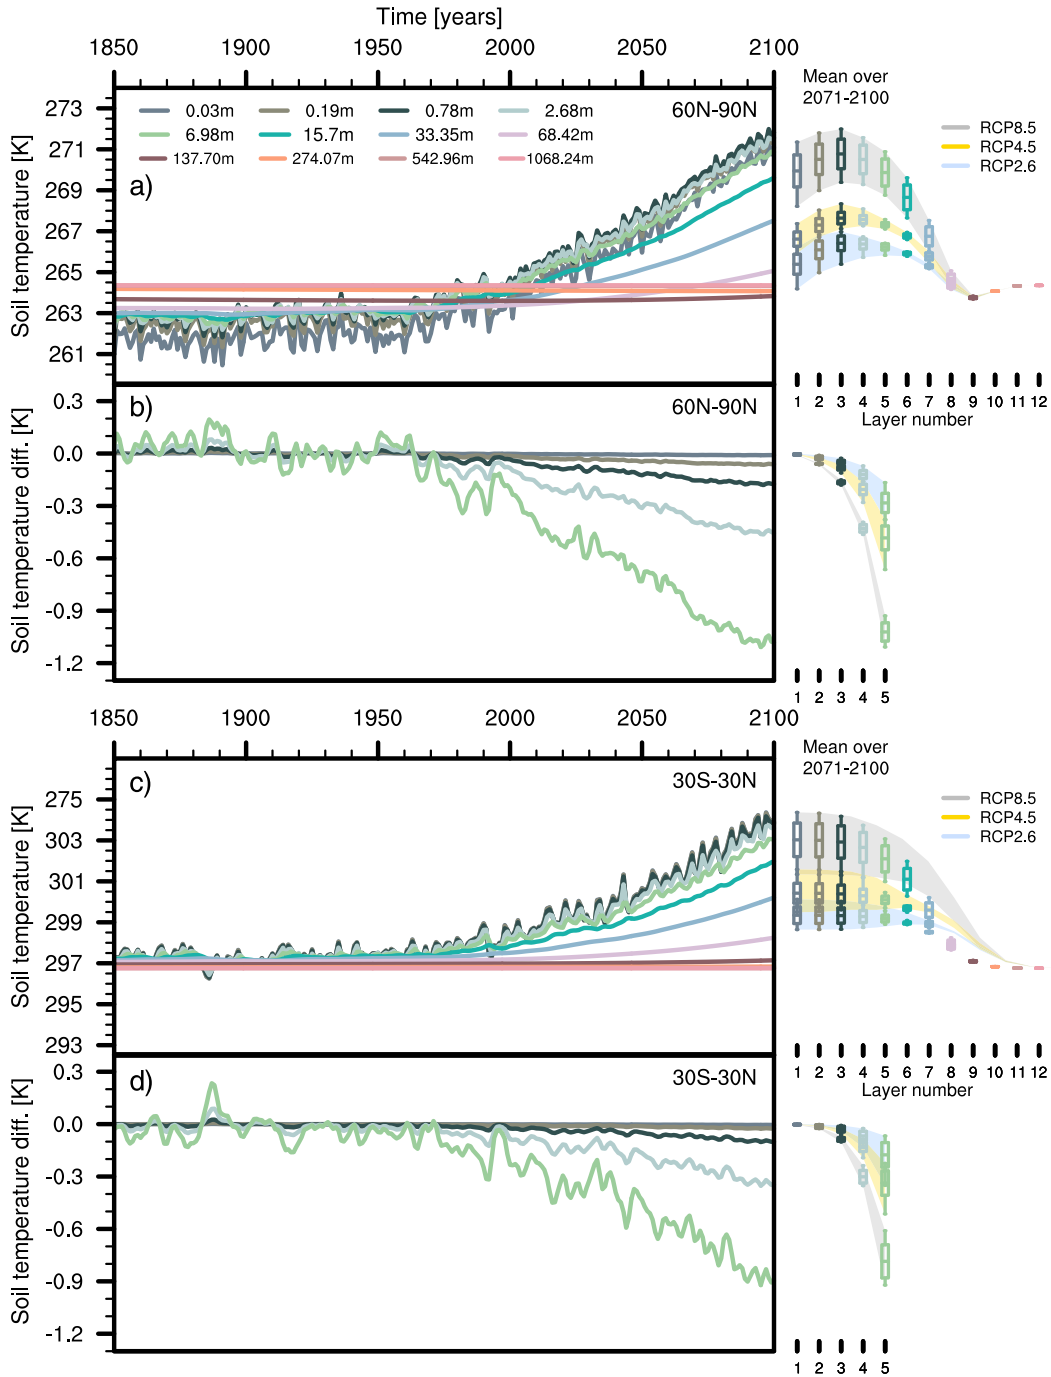 Time [years]
1850 1900 1950 2000 2050 2100
Mean over
2071-2100
273
271
269
267
265
263
261
Soil temperature [K]
0.03m 0.19m 0.78m 2.68m
6.98m 15.7m 33.35m 68.42m
137.70m 274.07m 542.96m 1068.24m
60N-90N
a)
RCP8.5
RCP4.5
RCP2.6
1 2 3 4 5 6 7 8 9 10 11 12
Layer number
b)
60N-90N
0.3
0.0
-0.3
-0.6
-0.9
-1.2
Soil temperature diff. [K]
1 2 3 4 5
1850 1900 1950 2000 2050 2100
Mean over
2071-2100
c)
30S-30N
275
303
301
299
297
295
293
Soil temperature [K]
RCP8.5
RCP4.5
RCP2.6
1 2 3 4 5 6 7 8 9 10 11 12
Layer number
d)
30S-30N
0.3
0.0
-0.3
-0.6
-0.9
-1.2
Soil temperature diff. [K]
1 2 3 4 5